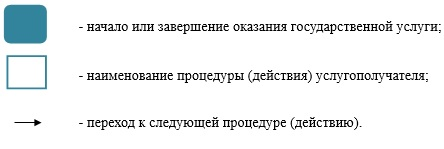 - начало или завершение оказания государственной услуги;
- наименование процедуры (действия) услугополучателя;
- переход к следующей процедуре (действию).